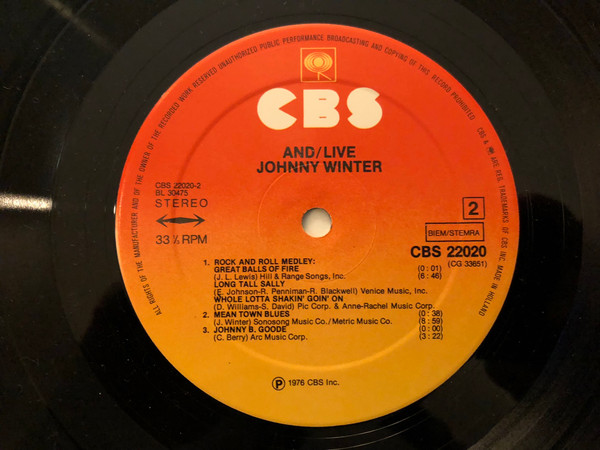 ALL RIGHTS OF THE MANUFACTURER AND OF THE OWNER OF THE RECORDED WORK RESERVED UNAUTHORIZED PUBLIC PERFORMANCE BROADCASTING AND COPYING OF THIS RECORD PROHIBITED
CBS & ARE REG. TRADEMARKS OF CBS INC. MADE IN HOLLAND
CBS
AND/LIVE
JOHNNY WINTER
CBS 22020-2
BL 30475
STEREO
33⅓ RPM
2
BIEM/STEMRA
CBS 22020
(CG 33651)
1. ROCK AND ROLL MEDLEY:
GREAT BALLS OF FIRE (0 : 01)
(J. L. Lewis) Hill & Range Songs, Inc. (6 : 46)
LONG TALL SALLY
(E. Johnson-R. Penniman-R. Blackwell) Venice Music, Inc.
WHOLE LOTTA SHAKIN' GOIN' ON
(D. Williams-S. David) Pic Corp. & Anne-Rachel Music Corp.
2. MEAN TOWN BLUES (0 : 38)
(J. Winter) Sonosong Music Co./Metric Music Co. (8 : 59)
3. JOHNNY B. GOODE (0 : 00)
(C. Berry) Arc Music Corp. (3 : 22)
℗ 1976 CBS Inc.